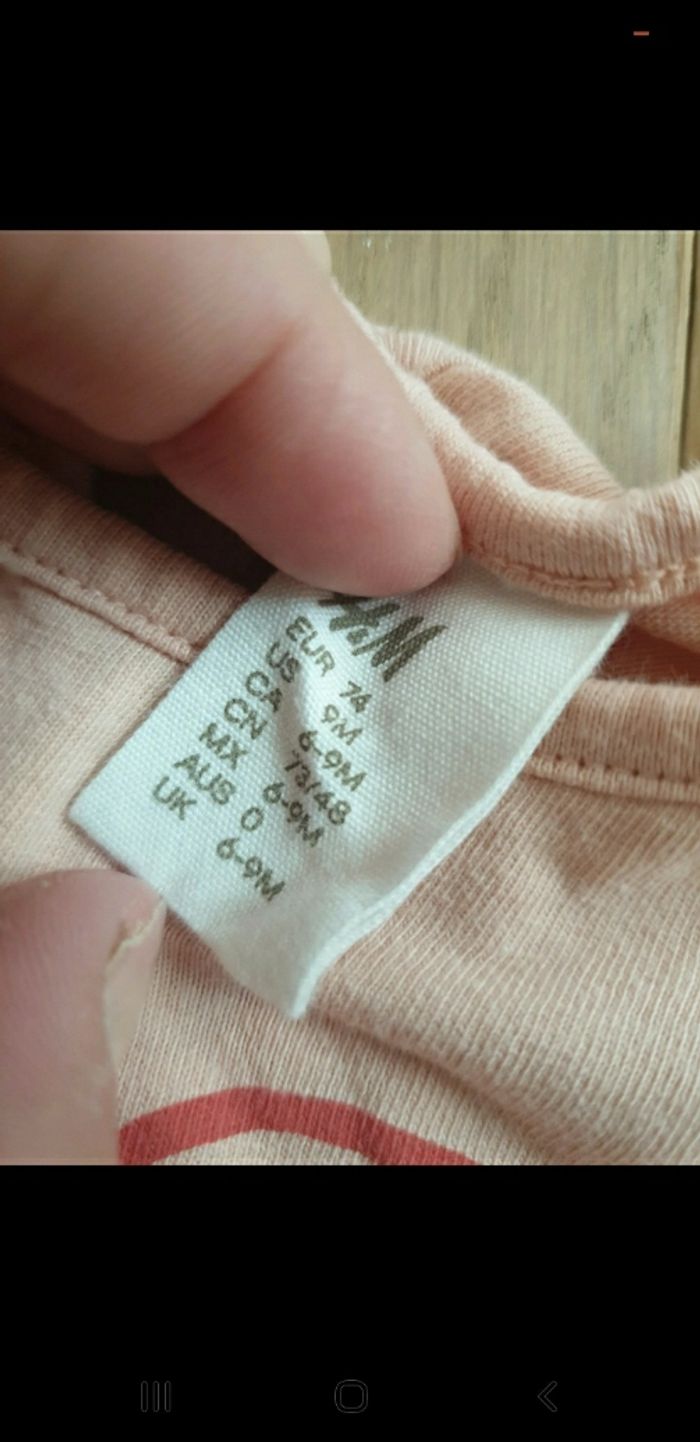 H&M
EUR 74
US 9M
CA 6-9M
CN 73/48
MX 6-9M
AUS 0
UK 6-9M